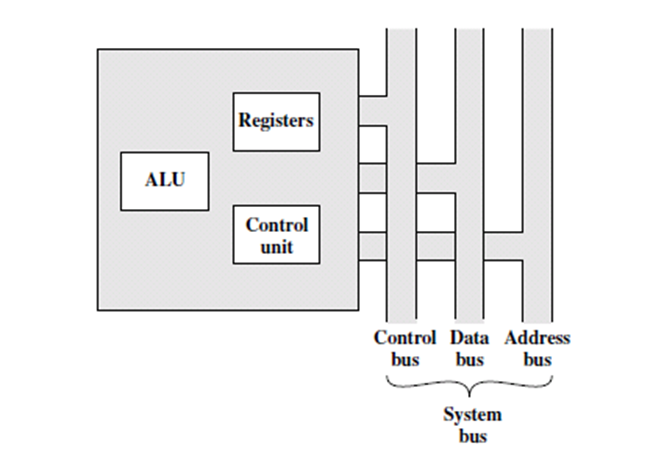 Registers
ALU
Control
unit
Control Data Address
bus bus bus
System
bus